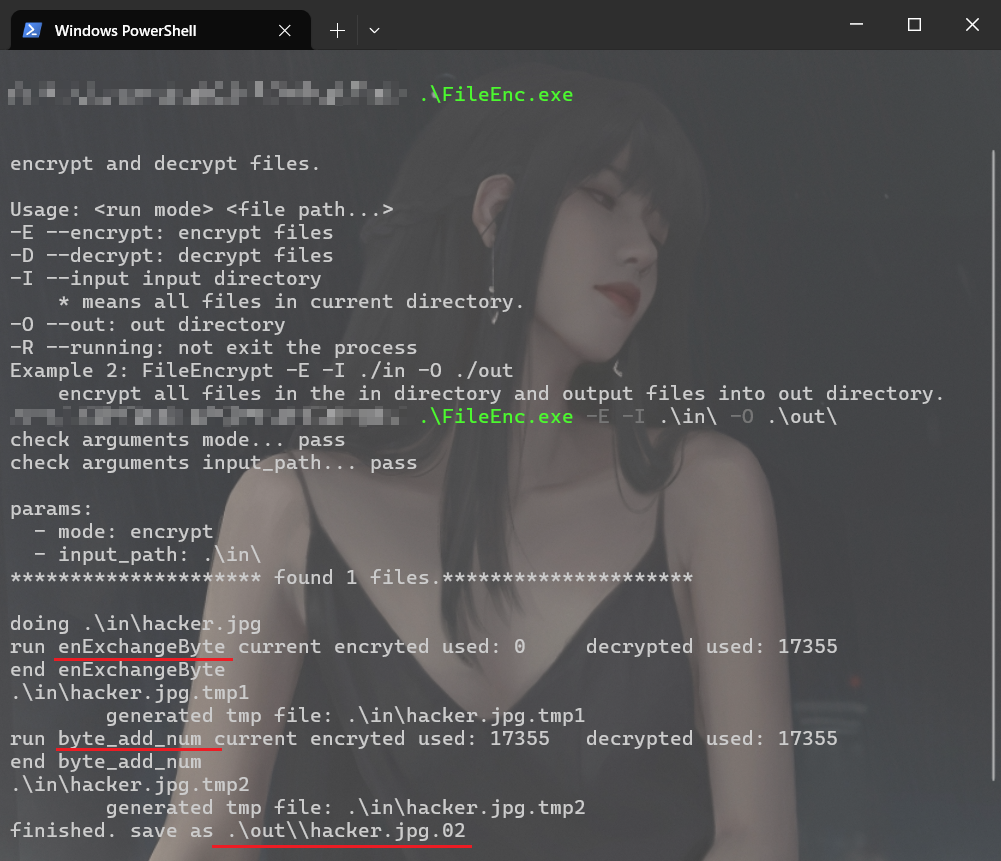 Windows PowerShell
.\FileEnc.exe
encrypt and decrypt files.
Usage: <run mode> <file path...>
-E --encrypt: encrypt files
-D --decrypt: decrypt files
-I --input input directory
* means all files in current directory.
-O --out: out directory
-R --running: not exit the process
Example 2: FileEncrypt -E -I ./in -O ./out
encrypt all files in the in directory and output files into out directory.
.\FileEnc.exe -E -I .\in\ -O .\out\
check arguments mode... pass
check arguments input_path... pass
params:
- mode: encrypt
- input_path: .\in\
********************* found 1 files.*********************
doing .\in\hacker.jpg
run enExchangeByte current encryted used: 0 decrypted used: 17355
end enExchangeByte
.\in\hacker.jpg.tmp1
generated tmp file: .\in\hacker.jpg.tmp1
run byte_add_num current encryted used: 17355 decrypted used: 17355
end byte_add_num
.\in\hacker.jpg.tmp2
generated tmp file: .\in\hacker.jpg.tmp2
finished. save as .\out\\hacker.jpg.02